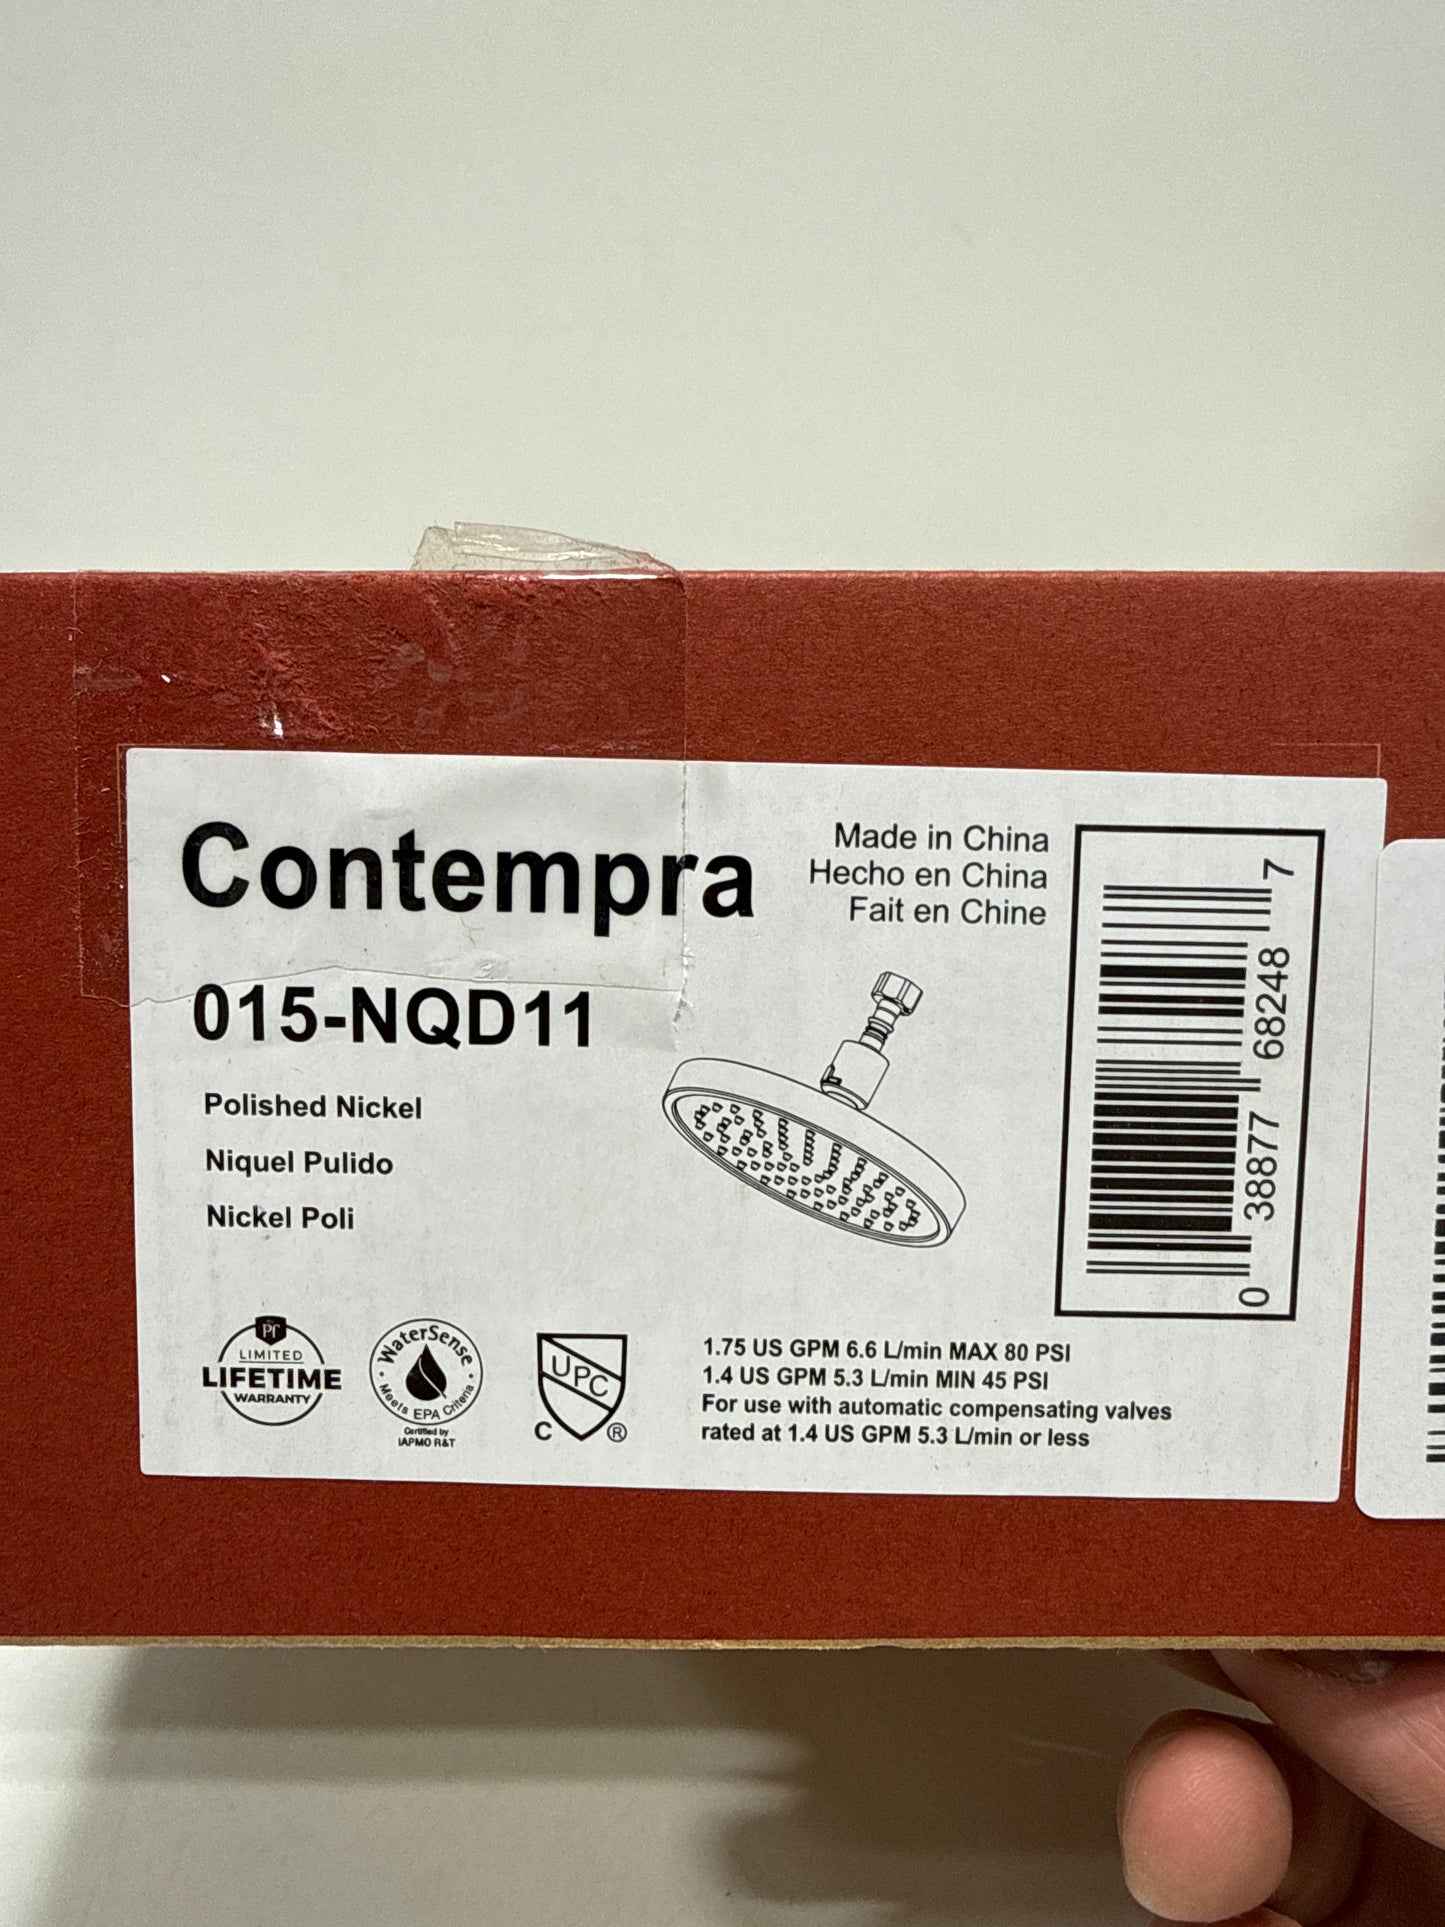 Contempra
015-NQD11
Polished Nickel
Niquel Pulido
Nickel Poli
Made in China
Hecho en China
Fait en Chine
0 38877 68248 7
Pf
LIMITED
LIFETIME
WARRANTY
WaterSense
Meets EPA Criteria
Certified by
IAPMO R&T
UPC
C ®
1.75 US GPM 6.6 L/min MAX 80 PSI
1.4 US GPM 5.3 L/min MIN 45 PSI
For use with automatic compensating valves
rated at 1.4 US GPM 5.3 L/min or less